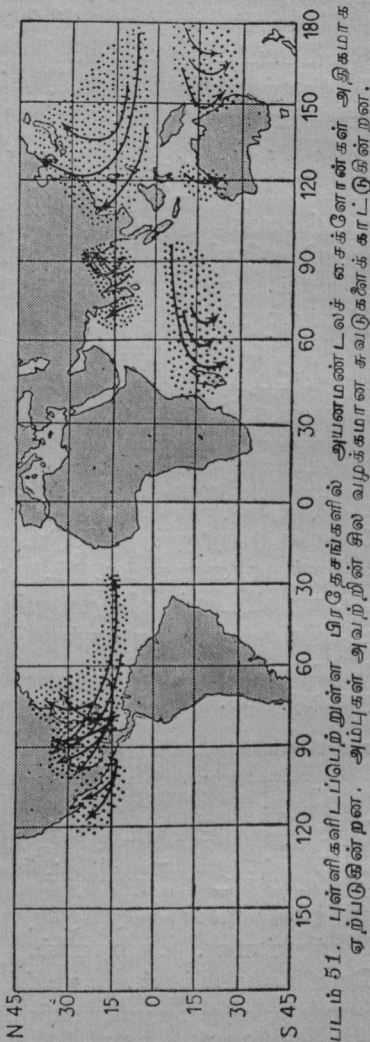 N 45
30
15
0
15
30
S 45
150 120 90 60 30 0 30 60 90 120 150 180
படம் 51. புள்ளிகளிடப்பெற்றுள்ள பிரதேசங்களில் அயனமண்டலச் சைக்ளோன்கள் அதிகமாக
ஏற்படுகின்றன. அம்புகள் அவற்றின் சில வழக்கமான சுவடுகளைக் காட்டுகின்றன.